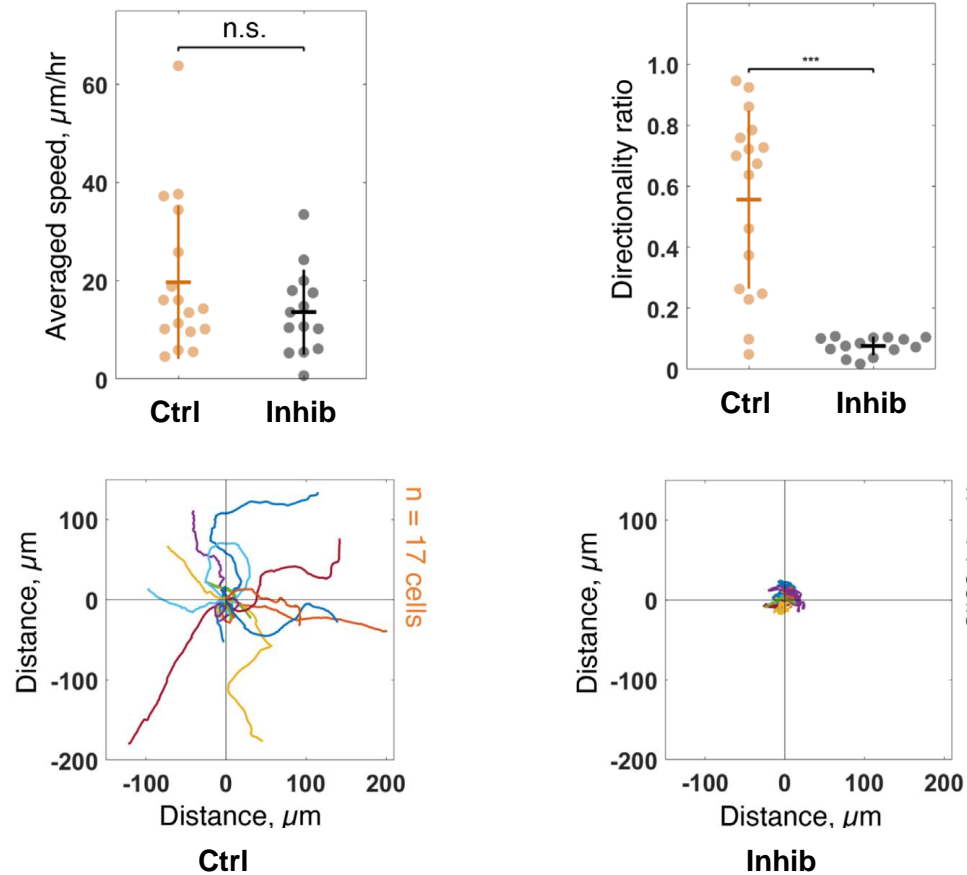 Averaged speed, µm/hr
60
40
20
0
n.s.
Ctrl
Inhib
Directionality ratio
1.0
0.8
0.6
0.4
0.2
0
***
Ctrl
Inhib
Distance, µm
100
0
-100
-200
-100
0
100
200
Distance, µm
n = 17 cells
Ctrl
Distance, µm
100
0
-100
-200
-100
0
100
200
Distance, µm
Inhib